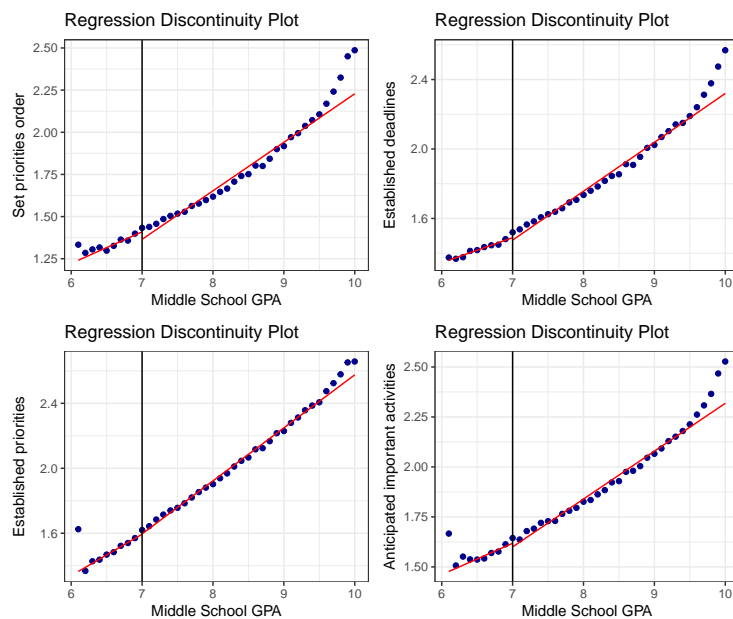 Regression Discontinuity Plot
Set priorities order
2.50
2.25
2.00
1.75
1.50
1.25
6 7 8 9 10
Middle School GPA
Regression Discontinuity Plot
Established deadlines
2.4
2.0
1.6
6 7 8 9 10
Middle School GPA
Regression Discontinuity Plot
Established priorities
2.4
2.0
1.6
6 7 8 9 10
Middle School GPA
Regression Discontinuity Plot
Anticipated important activities
2.50
2.25
2.00
1.75
1.50
6 7 8 9 10
Middle School GPA